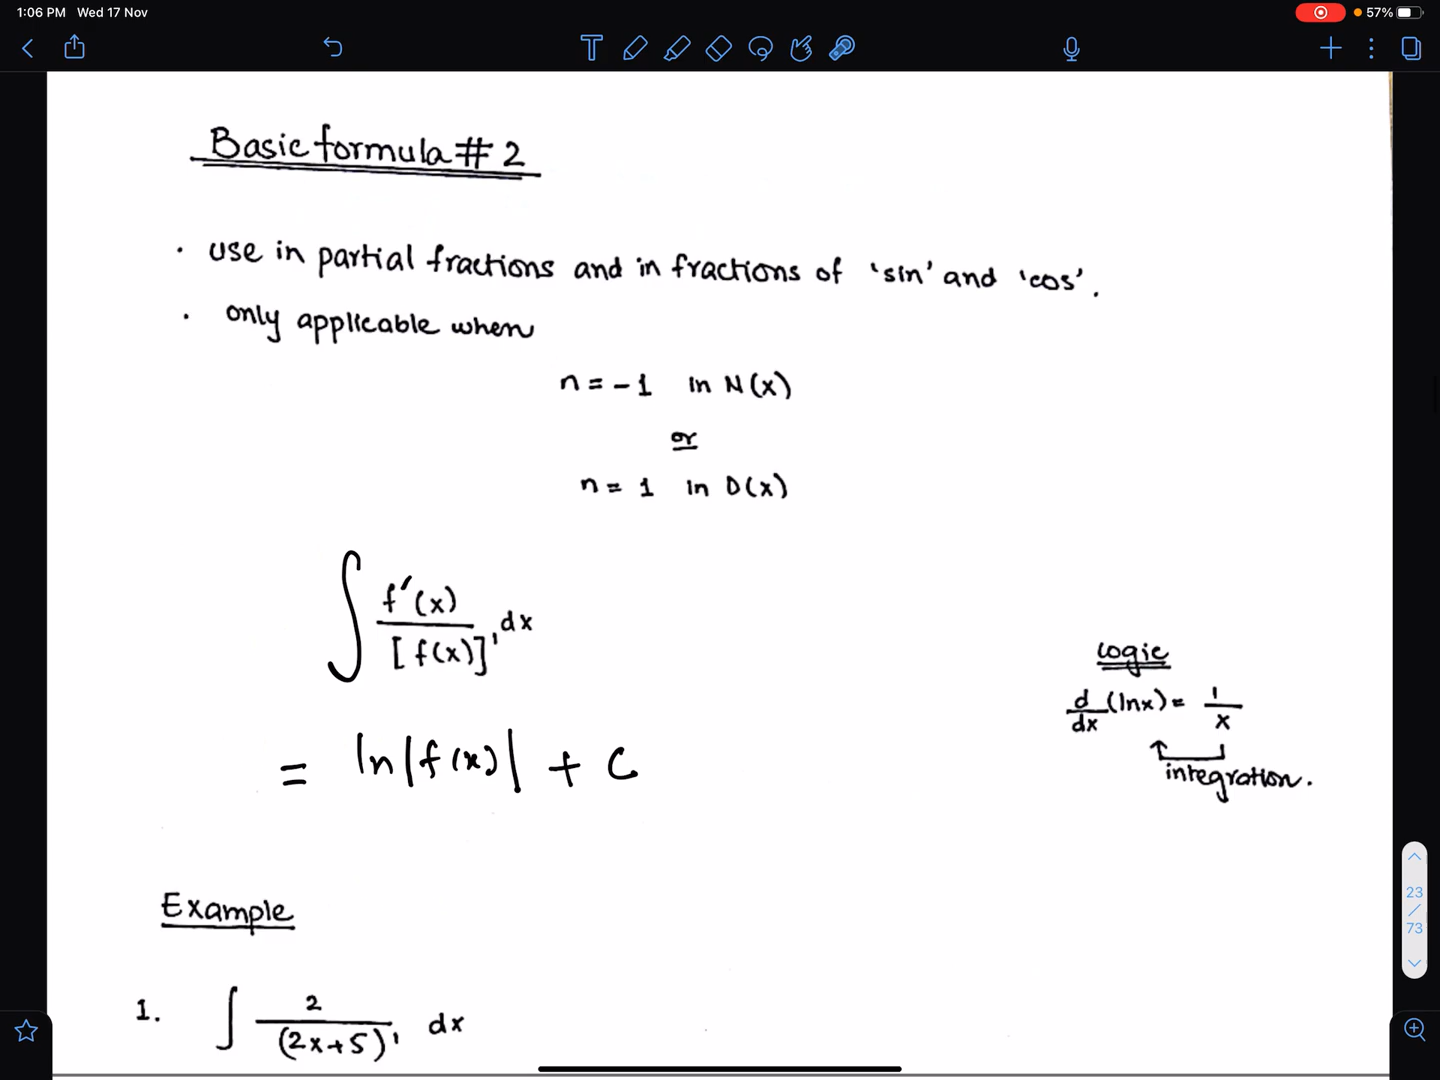 1:06 PM Wed 17 Nov
57%
Basic formula # 2
• use in partial fractions and in fractions of 'sin' and 'cos'.
• only applicable when
n = -1 in N(x)
or
n = 1 in D(x)
∫ f'(x) / [f(x)]¹ dx
= ln|f(x)| + C
Logic
d/dx (lnx) = 1/x
integration.
Example
1. ∫ 2 / (2x+5)¹ dx
23
/
73